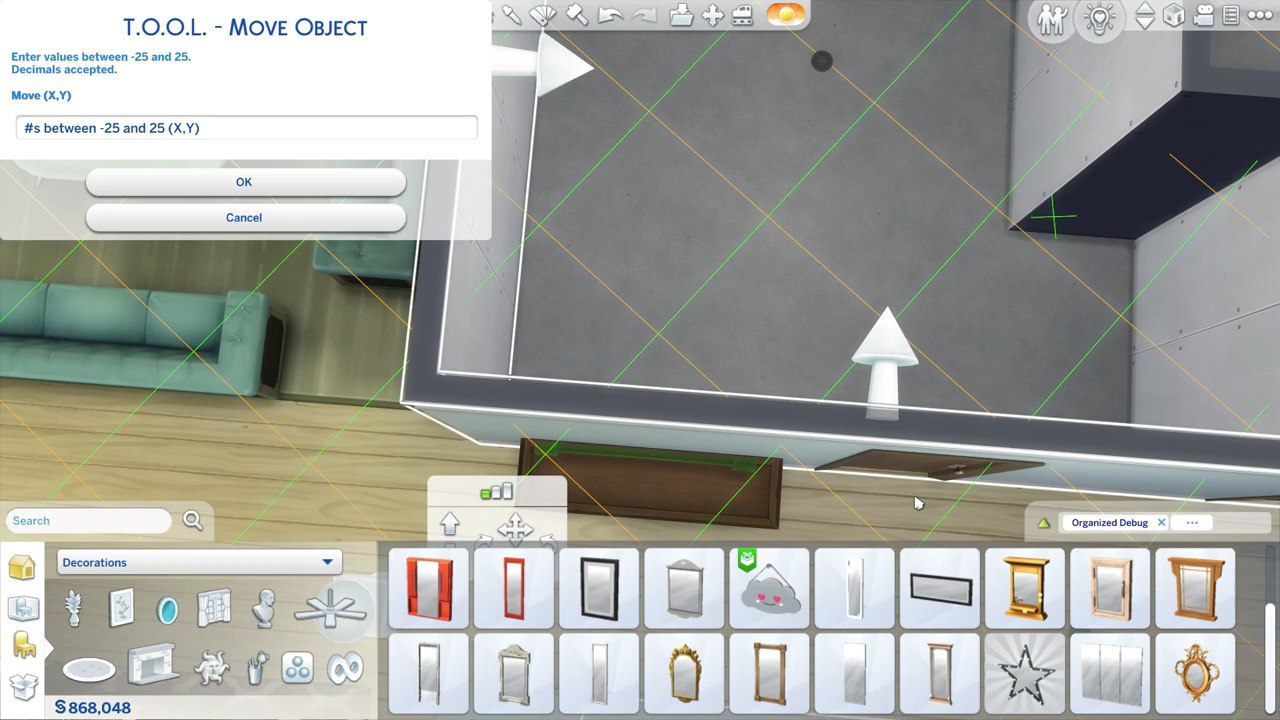 T.O.O.L. - MOVE OBJECT
Enter values between -25 and 25.
Decimals accepted.
Move (X,Y)
#s between -25 and 25 (X,Y)
OK
Cancel
Search
Organized Debug
Decorations
§868,048